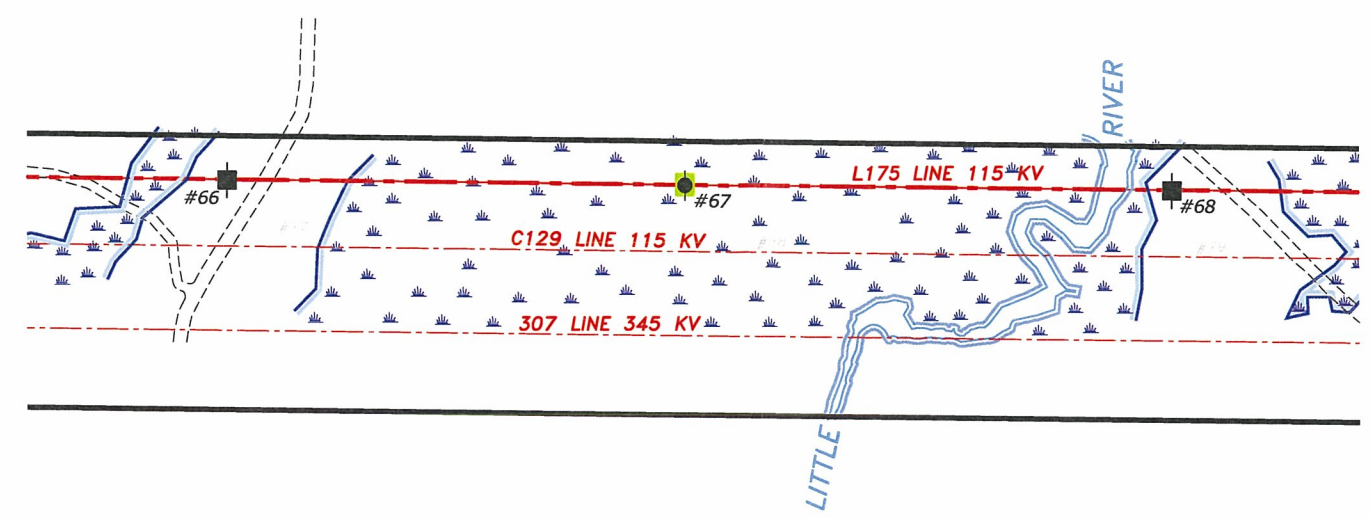 RIVER
L175 LINE 115 KV
#66
#67
#68
C129 LINE 115 KV
307 LINE 345 KV
LITTLE